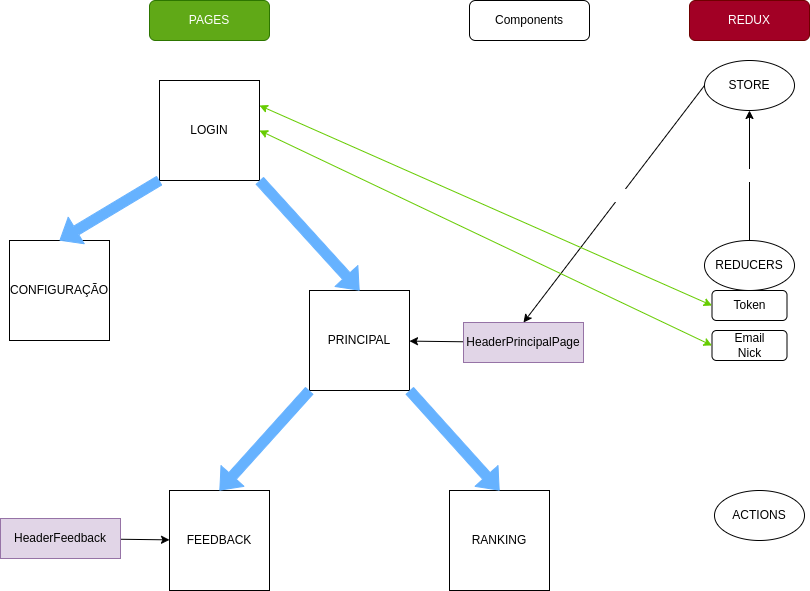 PAGES
Components
REDUX
STORE
LOGIN
REDUCERS
CONFIGURAÇÃO
Token
PRINCIPAL
HeaderPrincipalPage
Email
Nick
HeaderFeedback
FEEDBACK
RANKING
ACTIONS